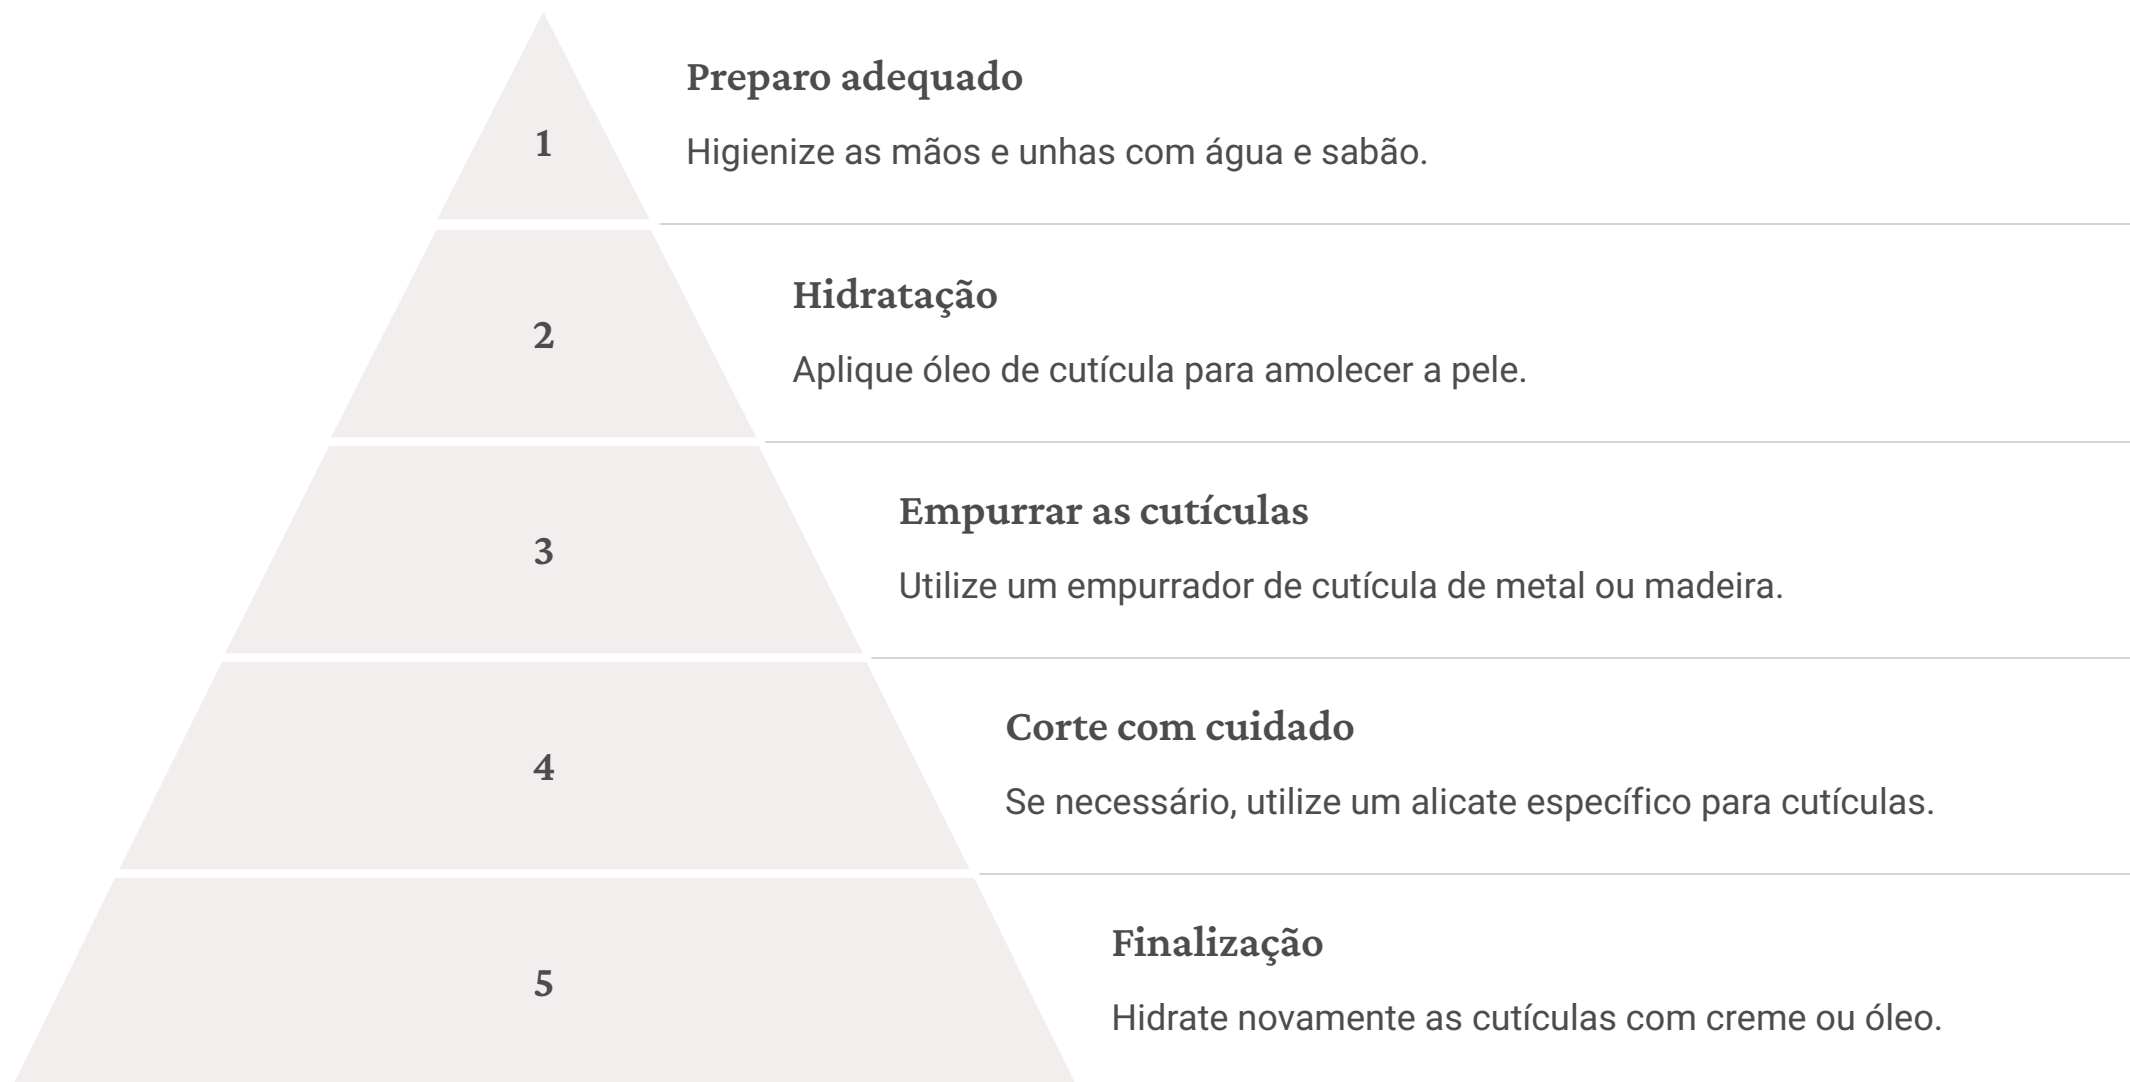 1
Preparo adequado
Higienize as mãos e unhas com água e sabão.
2
Hidratação
Aplique óleo de cutícula para amolecer a pele.
3
Empurrar as cutículas
Utilize um empurrador de cutícula de metal ou madeira.
4
Corte com cuidado
Se necessário, utilize um alicate específico para cutículas.
5
Finalização
Hidrate novamente as cutículas com creme ou óleo.